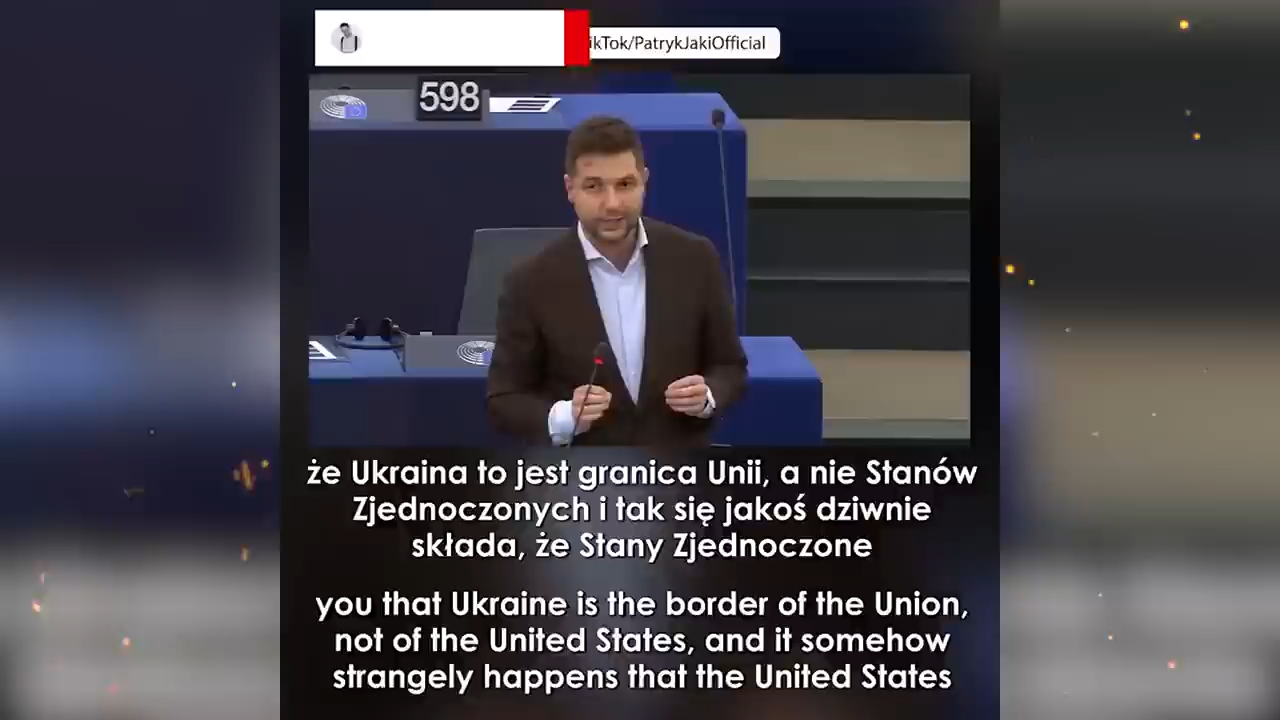 ikTok/PatrykJakiOfficial
598
że Ukraina to jest granica Unii, a nie Stanów
Zjednoczonych i tak się jakoś dziwnie
składa, że Stany Zjednoczone
you that Ukraine is the border of the Union,
not of the United States, and it somehow
strangely happens that the United States